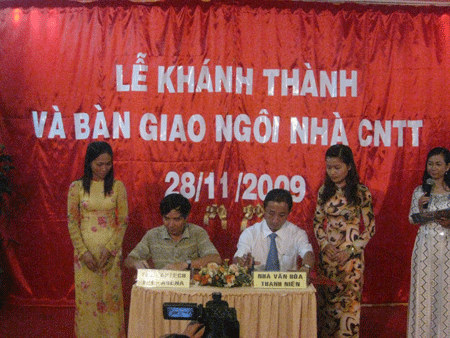 LỄ KHÁNH THÀNH
VÀ BÀN GIAO NGÔI NHÀ CNTT
28/11/2009
NHÀ VĂN HÓA
THANH NIÊN